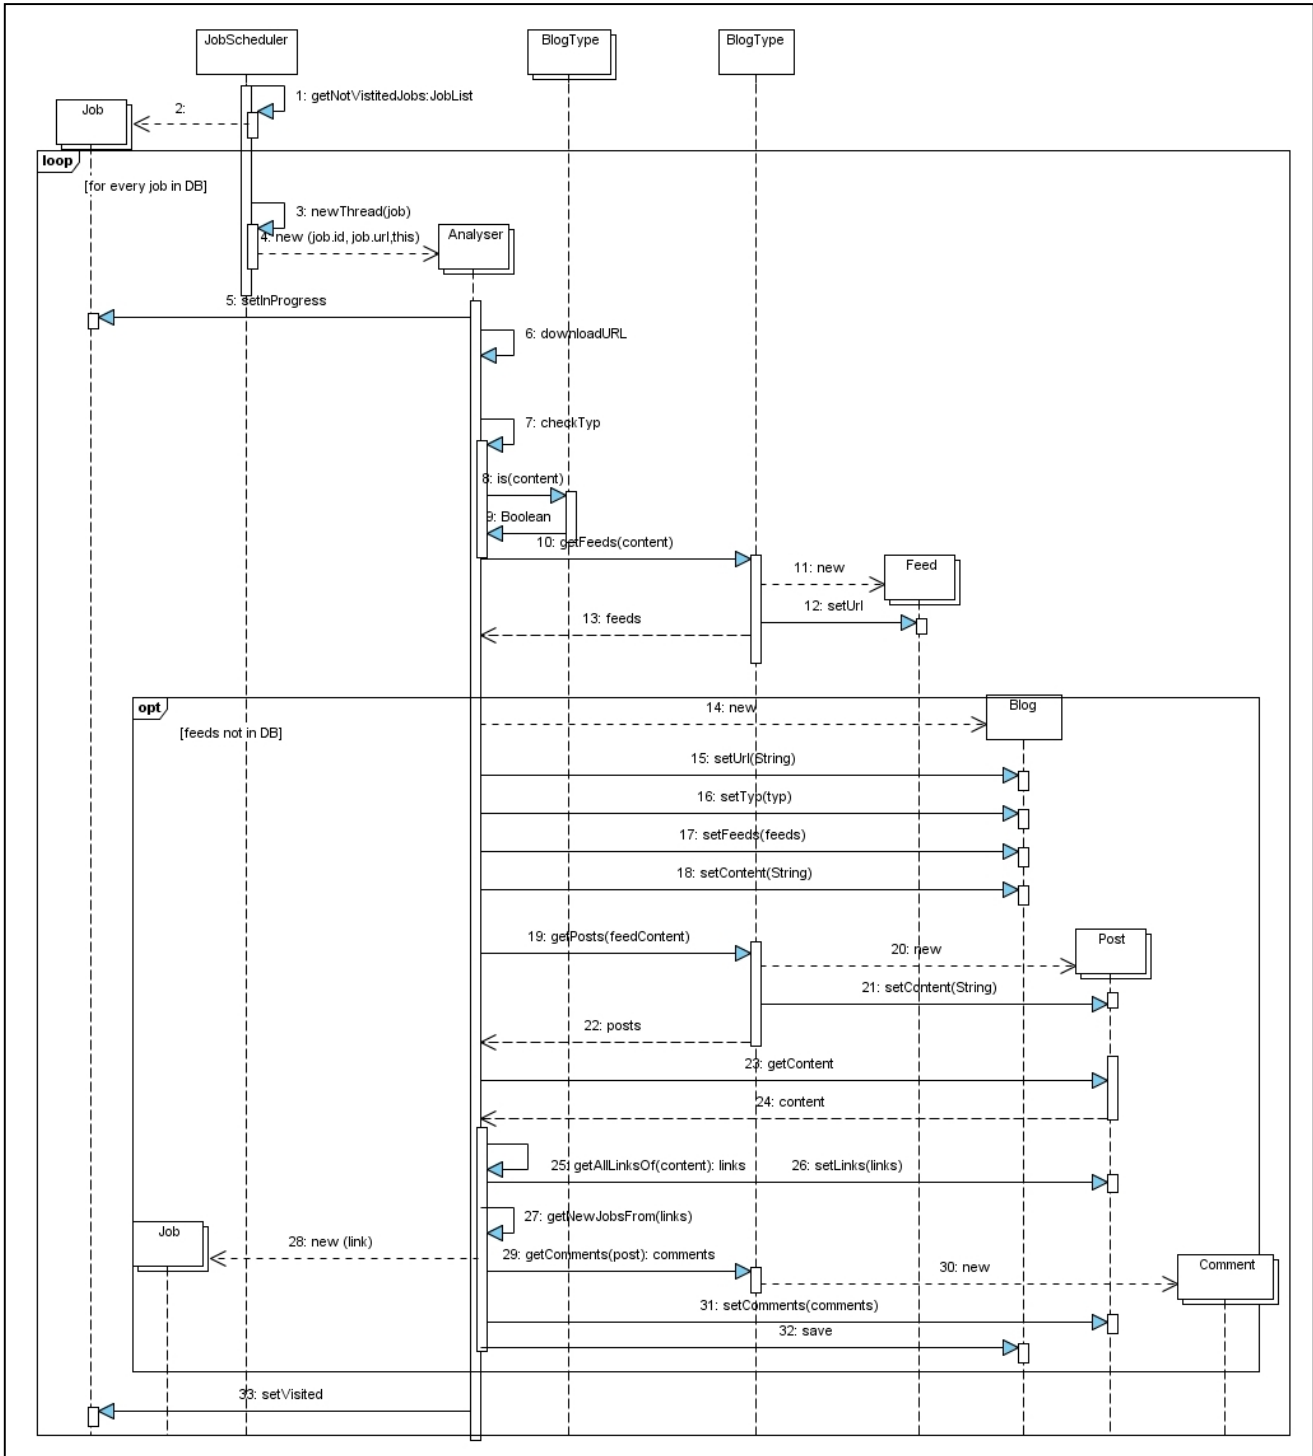 JobScheduler
BlogType
BlogType
1: getNotVistitedJobs:JobList
Job
2:
loop
[for every job in DB]
3: newThread(job)
4: new (job.id, job.url,this)
Analyser
5: setInProgress
6: downloadURL
7: checkTyp
8: is(content)
9: Boolean
10: getFeeds(content)
11: new
Feed
12: setUrl
13: feeds
opt
[feeds not in DB]
14: new
Blog
15: setUrl(String)
16: setTyp(typ)
17: setFeeds(feeds)
18: setContent(String)
19: getPosts(feedContent)
20: new
Post
21: setContent(String)
22: posts
23: getContent
24: content
25: getAllLinksOf(content): links
26: setLinks(links)
27: getNewJobsFrom(links)
Job
28: new (link)
29: getComments(post): comments
30: new
Comment
31: setComments(comments)
32: save
33: setVisited